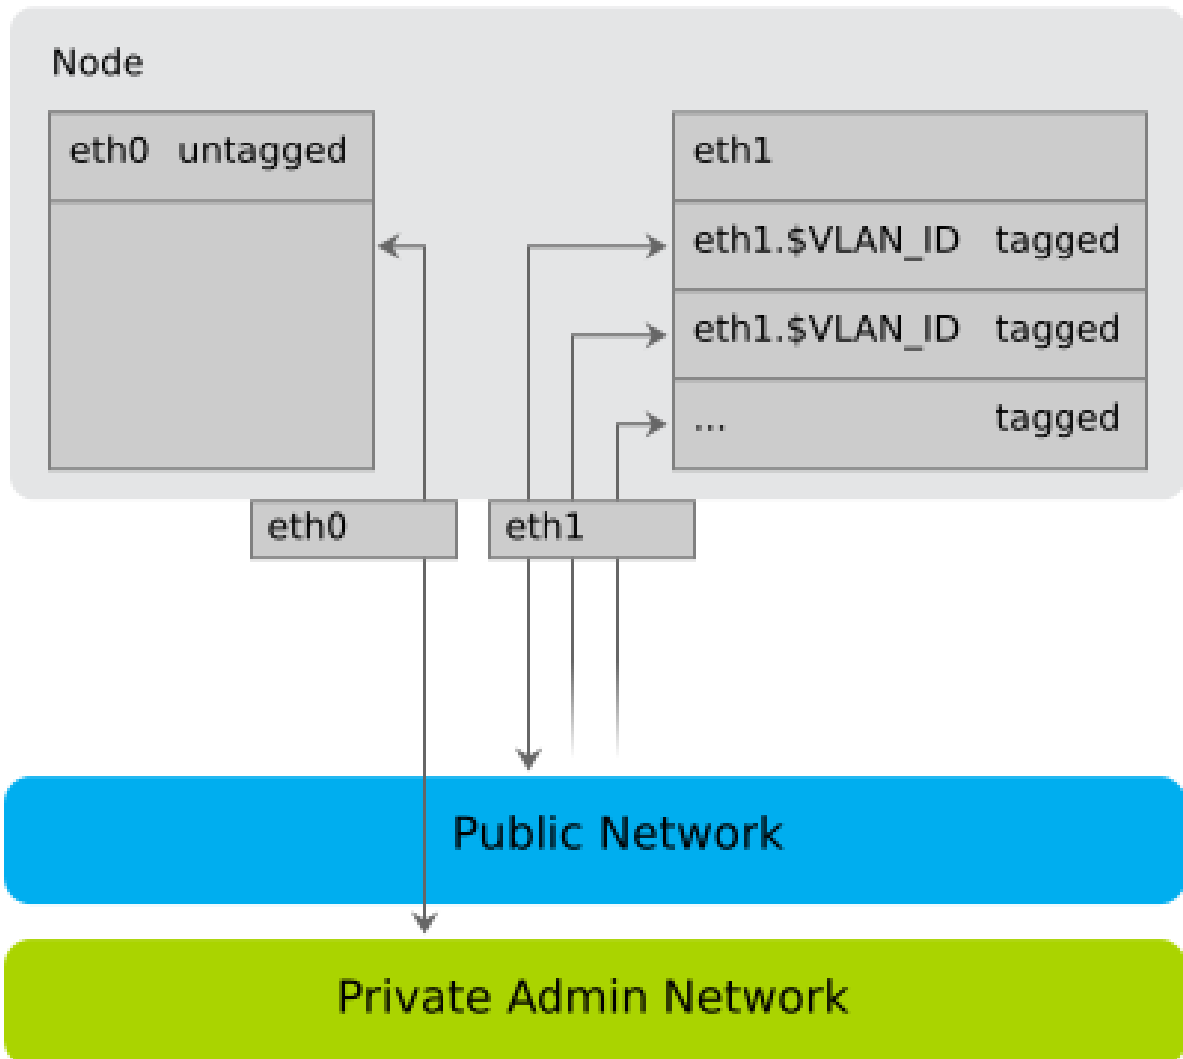 Node
eth0 untagged
eth1
eth1.$VLAN_ID tagged
eth1.$VLAN_ID tagged
... tagged
eth0
eth1
Public Network
Private Admin Network